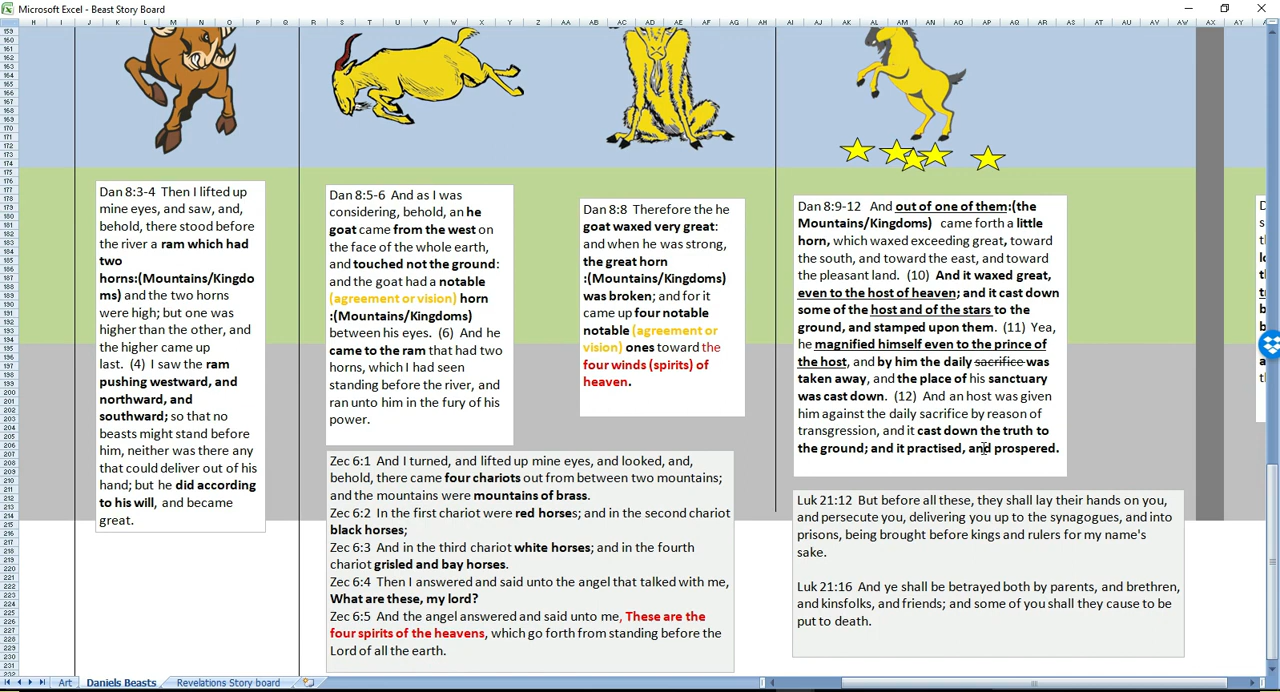 Microsoft Excel - Beast Story Board
J K L M N O P Q R S T U V W X Y Z AA AB AC AD AE AF AG AH AI AJ AK AL AM AN AO AP AQ AR AS AT AU AV AW AX AY
Dan 8:3-4 Then I lifted up
mine eyes, and saw, and,
behold, there stood before
the river a ram which had
two
horns:(Mountains/Kingdo
ms) and the two horns
were high; but one was
higher than the other, and
the higher came up
last. (4) I saw the ram
pushing westward, and
northward, and
southward; so that no
beasts might stand before
him, neither was there any
that could deliver out of his
hand; but he did according
to his will, and became
great.
Dan 8:5-6 And as I was
considering, behold, an he
goat came from the west on
the face of the whole earth,
and touched not the ground:
and the goat had a notable
(agreement or vision) horn
:(Mountains/Kingdoms)
between his eyes. (6) And he
came to the ram that had two
horns, which I had seen
standing before the river, and
ran unto him in the fury of his
power.
Dan 8:8 Therefore the he
goat waxed very great:
and when he was strong,
the great horn
:(Mountains/Kingdoms)
was broken; and for it
came up four notable
notable (agreement or
vision) ones toward the
four winds (spirits) of
heaven.
Zec 6:1 And I turned, and lifted up mine eyes, and looked, and,
behold, there came four chariots out from between two mountains;
and the mountains were mountains of brass.
Zec 6:2 In the first chariot were red horses; and in the second chariot
black horses;
Zec 6:3 And in the third chariot white horses; and in the fourth
chariot grisled and bay horses.
Zec 6:4 Then I answered and said unto the angel that talked with me,
What are these, my lord?
Zec 6:5 And the angel answered and said unto me, These are the
four spirits of the heavens, which go forth from standing before the
Lord of all the earth.
Dan 8:9-12 And out of one of them:(the
Mountains/Kingdoms) came forth a little
horn, which waxed exceeding great, toward
the south, and toward the east, and toward
the pleasant land. (10) And it waxed great,
even to the host of heaven; and it cast down
some of the host and of the stars to the
ground, and stamped upon them. (11) Yea,
he magnified himself even to the prince of
the host, and by him the daily sacrifice was
taken away, and the place of his sanctuary
was cast down. (12) And an host was given
him against the daily sacrifice by reason of
transgression, and it cast down the truth to
the ground; and it practised, and prospered.
Luk 21:12 But before all these, they shall lay their hands on you,
and persecute you, delivering you up to the synagogues, and into
prisons, being brought before kings and rulers for my name's
sake.
Luk 21:16 And ye shall be betrayed both by parents, and brethren,
and kinsfolks, and friends; and some of you shall they cause to be
put to death.
Art Daniels Beasts Revelations Story board